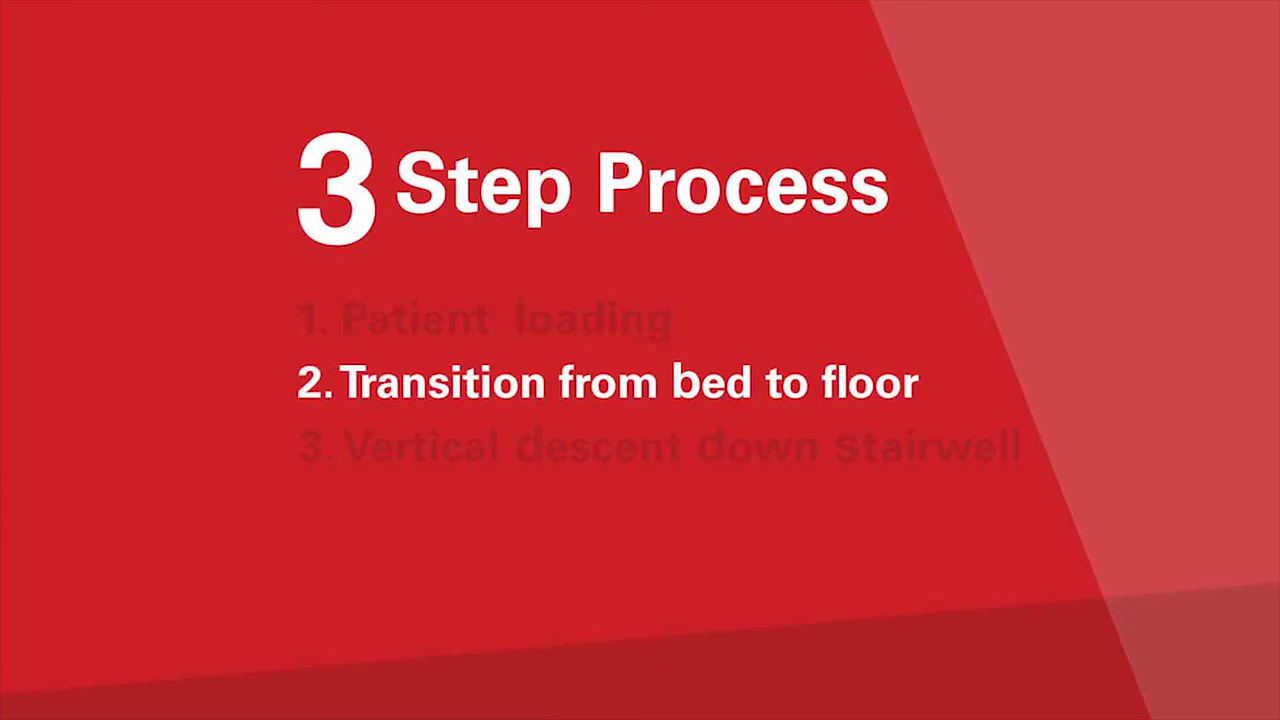 3 Step Process
1. Patient loading
2. Transition from bed to floor
3. Vertical descent down Stairwell